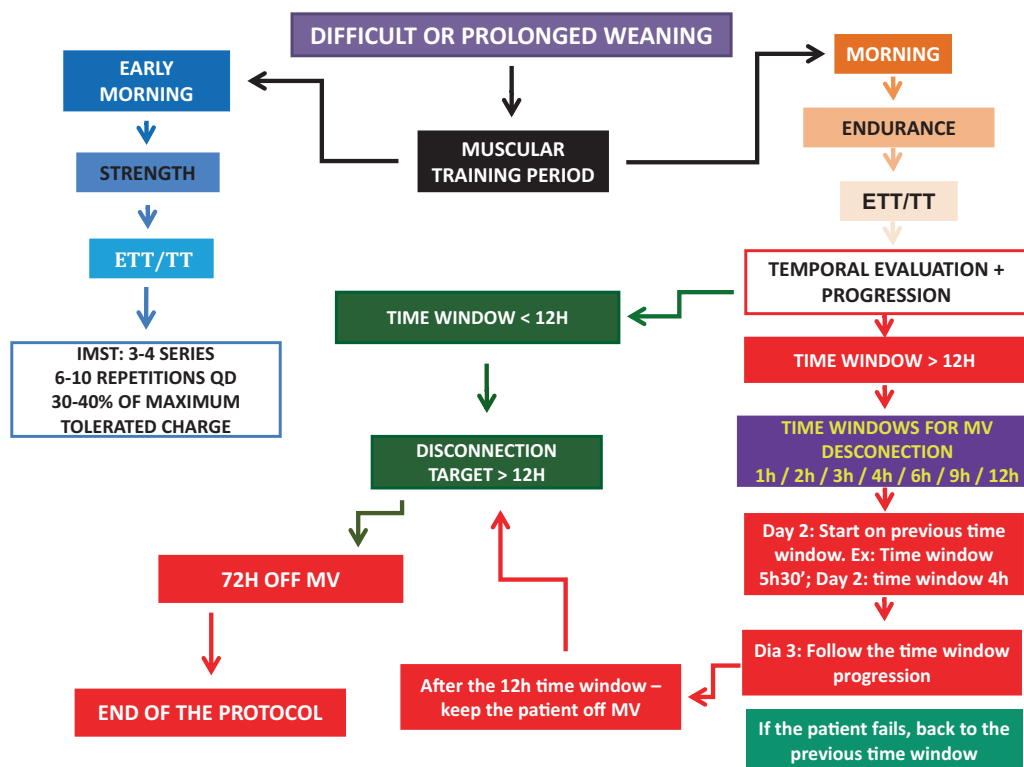 DIFFICULT OR PROLONGED WEANING
EARLY
MORNING
MORNING
MUSCULAR
TRAINING PERIOD
ENDURANCE
STRENGTH
ETT/TT
ETT/TT
TEMPORAL EVALUATION +
PROGRESSION
TIME WINDOW < 12H
IMST: 3-4 SERIES
6-10 REPETITIONS QD
30-40% OF MAXIMUM
TOLERATED CHARGE
TIME WINDOW > 12H
DISCONNECTION
TARGET > 12H
TIME WINDOWS FOR MV
DESCONECTION
1h / 2h / 3h / 4h / 6h / 9h / 12h
Day 2: Start on previous time
window. Ex: Time window
5h30’; Day 2: time window 4h
72H OFF MV
Dia 3: Follow the time window
progression
After the 12h time window –
keep the patient off MV
END OF THE PROTOCOL
If the patient fails, back to the
previous time window